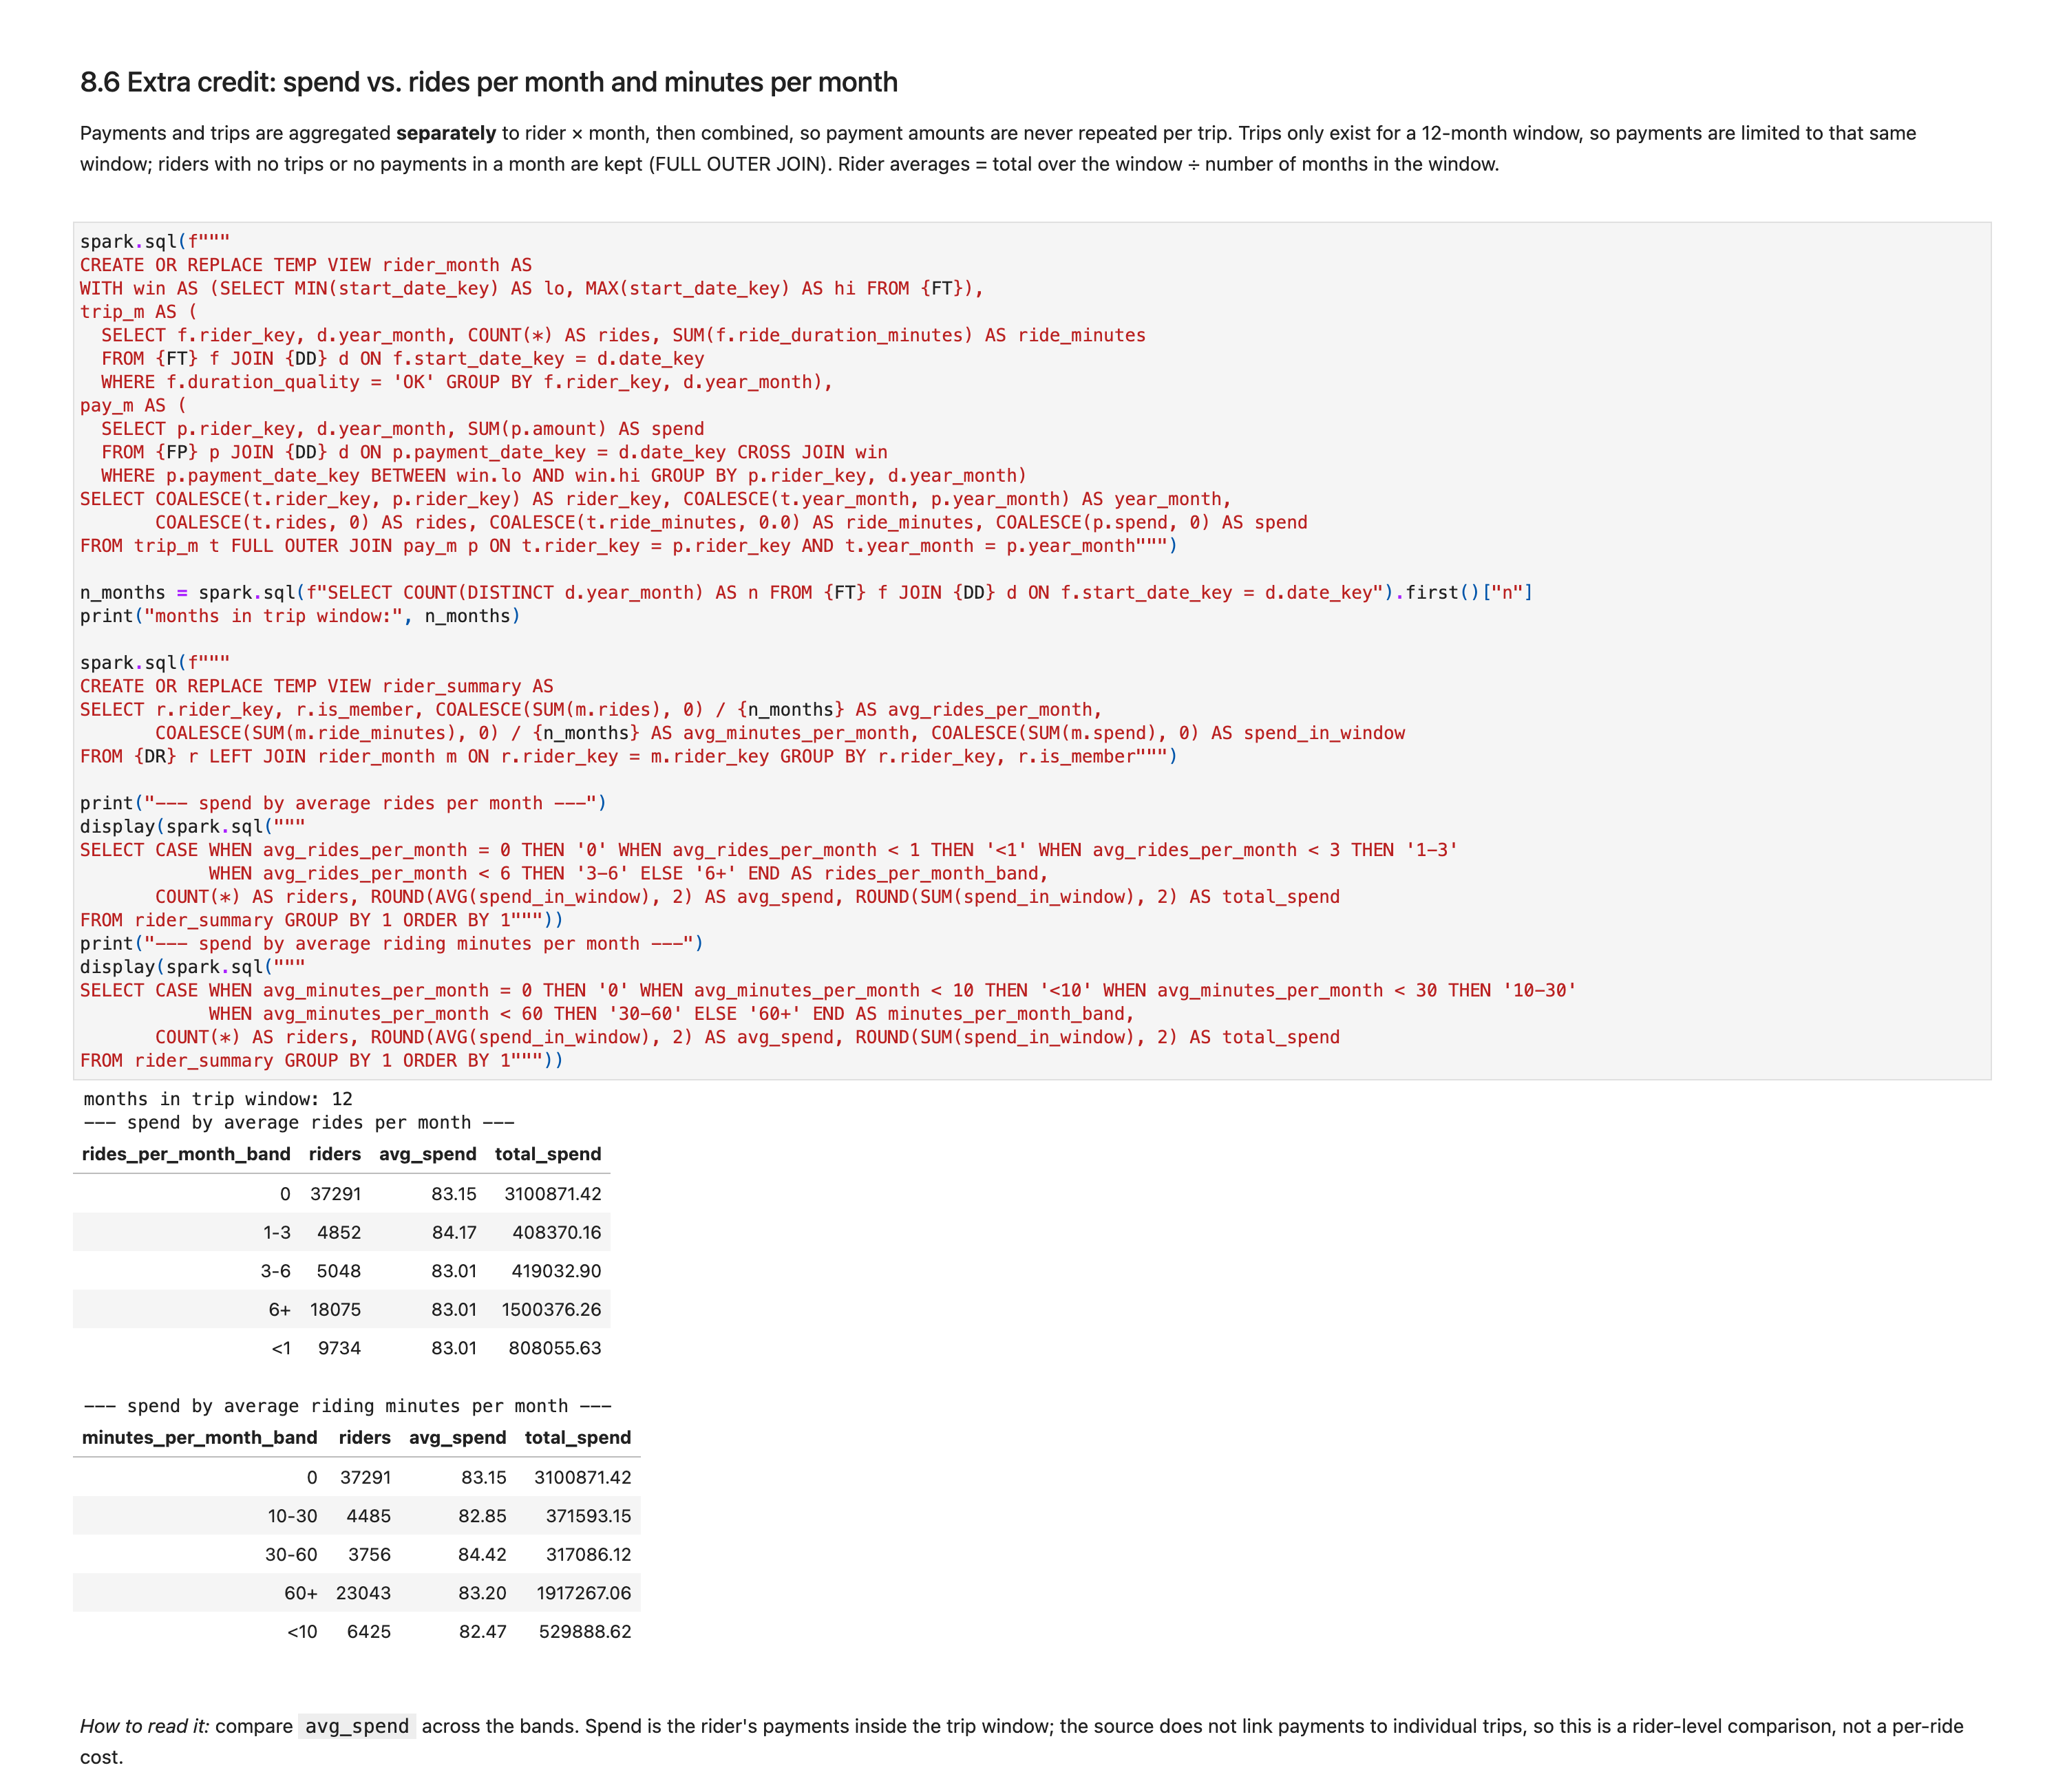 8.6 Extra credit: spend vs. rides per month and minutes per month
Payments and trips are aggregated separately to rider × month, then combined, so payment amounts are never repeated per trip. Trips only exist for a 12-month window, so payments are limited to that same
window; riders with no trips or no payments in a month are kept (FULL OUTER JOIN). Rider averages = total over the window ÷ number of months in the window.
spark.sql(f"""
CREATE OR REPLACE TEMP VIEW rider_month AS
WITH win AS (SELECT MIN(start_date_key) AS lo, MAX(start_date_key) AS hi FROM {FT}),
trip_m AS (
  SELECT f.rider_key, d.year_month, COUNT(*) AS rides, SUM(f.ride_duration_minutes) AS ride_minutes
  FROM {FT} f JOIN {DD} d ON f.start_date_key = d.date_key
  WHERE f.duration_quality = 'OK' GROUP BY f.rider_key, d.year_month),
pay_m AS (
  SELECT p.rider_key, d.year_month, SUM(p.amount) AS spend
  FROM {FP} p JOIN {DD} d ON p.payment_date_key = d.date_key CROSS JOIN win
  WHERE p.payment_date_key BETWEEN win.lo AND win.hi GROUP BY p.rider_key, d.year_month)
SELECT COALESCE(t.rider_key, p.rider_key) AS rider_key, COALESCE(t.year_month, p.year_month) AS year_month,
       COALESCE(t.rides, 0) AS rides, COALESCE(t.ride_minutes, 0.0) AS ride_minutes, COALESCE(p.spend, 0) AS spend
FROM trip_m t FULL OUTER JOIN pay_m p ON t.rider_key = p.rider_key AND t.year_month = p.year_month""")
n_months = spark.sql(f"SELECT COUNT(DISTINCT d.year_month) AS n FROM {FT} f JOIN {DD} d ON f.start_date_key = d.date_key").first()["n"]
print("months in trip window:", n_months)
spark.sql(f"""
CREATE OR REPLACE TEMP VIEW rider_summary AS
SELECT r.rider_key, r.is_member, COALESCE(SUM(m.rides), 0) / {n_months} AS avg_rides_per_month,
       COALESCE(SUM(m.ride_minutes), 0) / {n_months} AS avg_minutes_per_month, COALESCE(SUM(m.spend), 0) AS spend_in_window
FROM {DR} r LEFT JOIN rider_month m ON r.rider_key = m.rider_key GROUP BY r.rider_key, r.is_member""")
print("--- spend by average rides per month ---")
display(spark.sql("""
SELECT CASE WHEN avg_rides_per_month = 0 THEN '0' WHEN avg_rides_per_month < 1 THEN '<1' WHEN avg_rides_per_month < 3 THEN '1-3'
            WHEN avg_rides_per_month < 6 THEN '3-6' ELSE '6+' END AS rides_per_month_band,
       COUNT(*) AS riders, ROUND(AVG(spend_in_window), 2) AS avg_spend, ROUND(SUM(spend_in_window), 2) AS total_spend
FROM rider_summary GROUP BY 1 ORDER BY 1"""))
print("--- spend by average riding minutes per month ---")
display(spark.sql("""
SELECT CASE WHEN avg_minutes_per_month = 0 THEN '0' WHEN avg_minutes_per_month < 10 THEN '<10' WHEN avg_minutes_per_month < 30 THEN '10-30'
            WHEN avg_minutes_per_month < 60 THEN '30-60' ELSE '60+' END AS minutes_per_month_band,
       COUNT(*) AS riders, ROUND(AVG(spend_in_window), 2) AS avg_spend, ROUND(SUM(spend_in_window), 2) AS total_spend
FROM rider_summary GROUP BY 1 ORDER BY 1"""))
months in trip window: 12
--- spend by average rides per month ---
rides_per_month_band riders avg_spend total_spend
0 37291 83.15 3100871.42
1-3 4852 84.17 408370.16
3-6 5048 83.01 419032.90
6+ 18075 83.01 1500376.26
<1 9734 83.01 808055.63
--- spend by average riding minutes per month ---
minutes_per_month_band riders avg_spend total_spend
0 37291 83.15 3100871.42
10-30 4485 82.85 371593.15
30-60 3756 84.42 317086.12
60+ 23043 83.20 1917267.06
<10 6425 82.47 529888.62
How to read it: compare avg_spend across the bands. Spend is the rider's payments inside the trip window; the source does not link payments to individual trips, so this is a rider-level comparison, not a per-ride
cost.